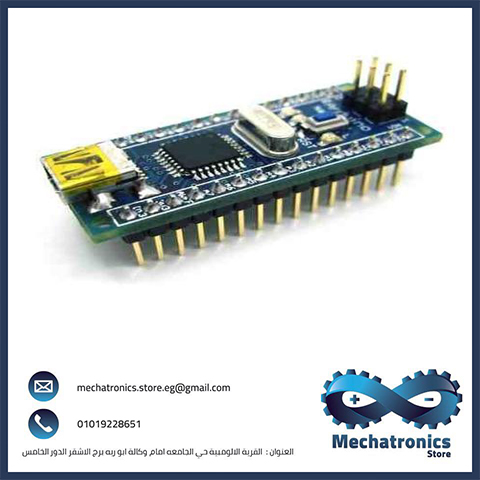 mechatronics.store.eg@gmail.com
01019228651
Mechatronics
Store
العنوان : القرية الاولومبية حي الجامعه امام وكالة ابو ريه برج الاشقر الدور الخامس